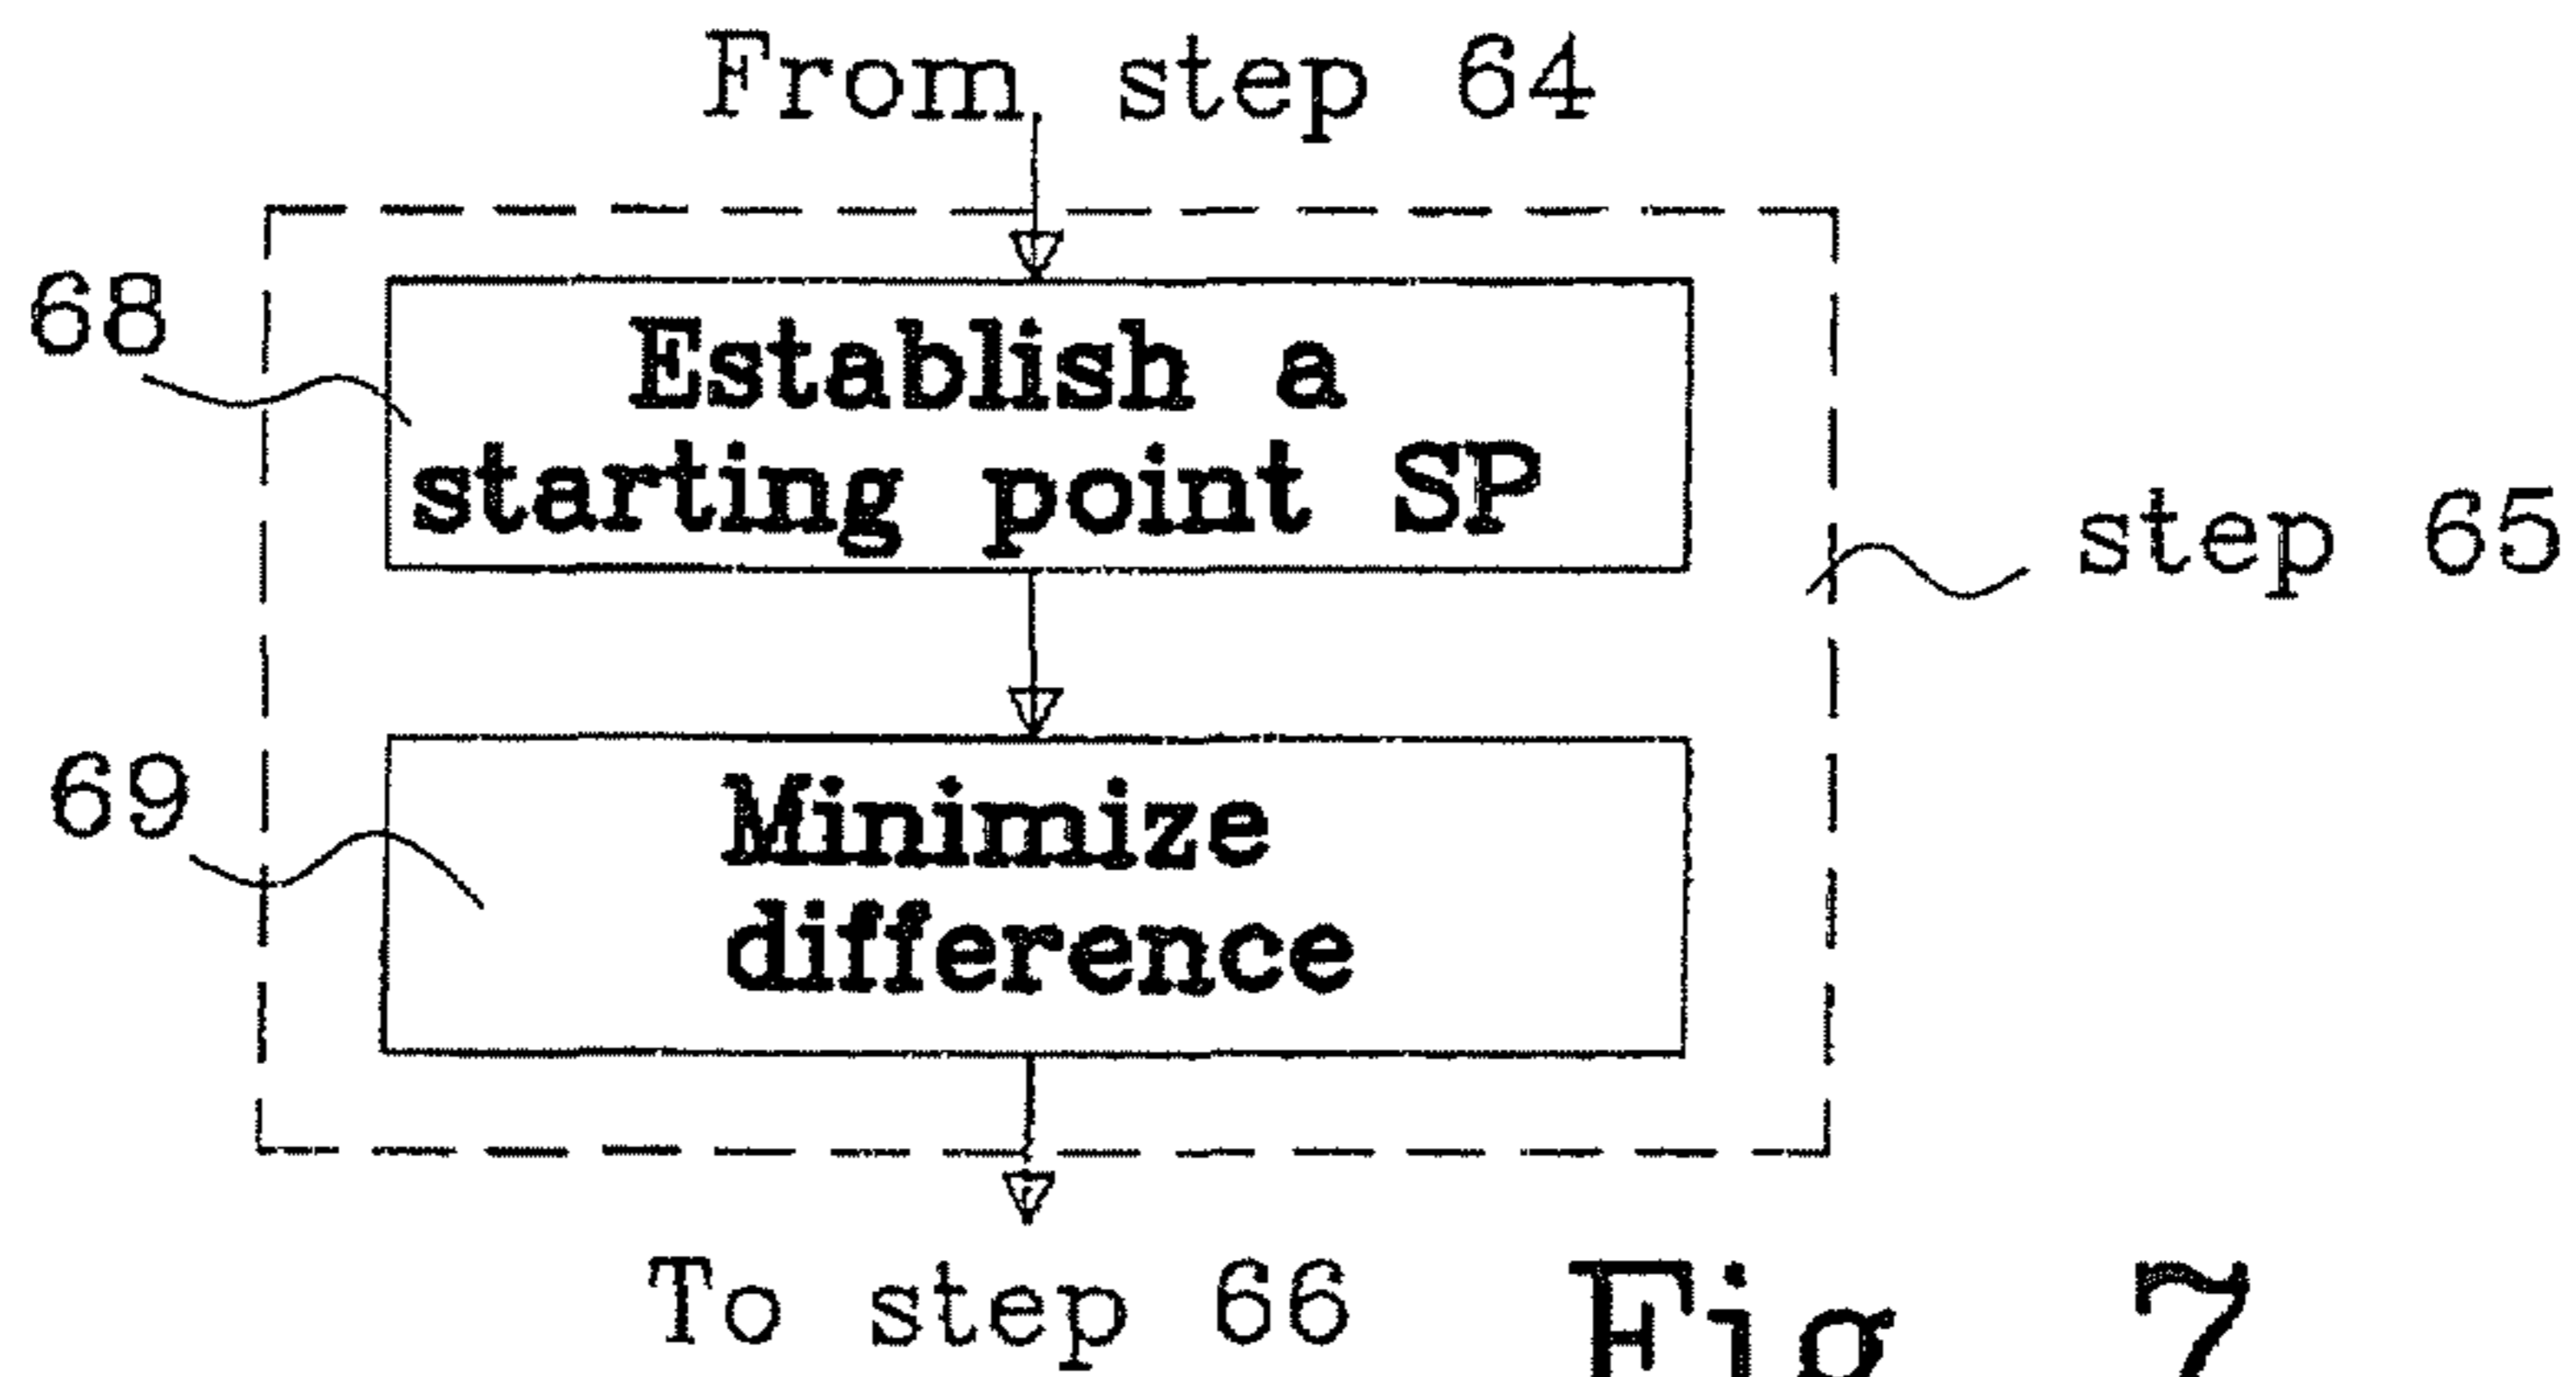 From step 64
68
Establish a
starting point SP
step 65
69
Minimize
difference
To step 66
Fig 7